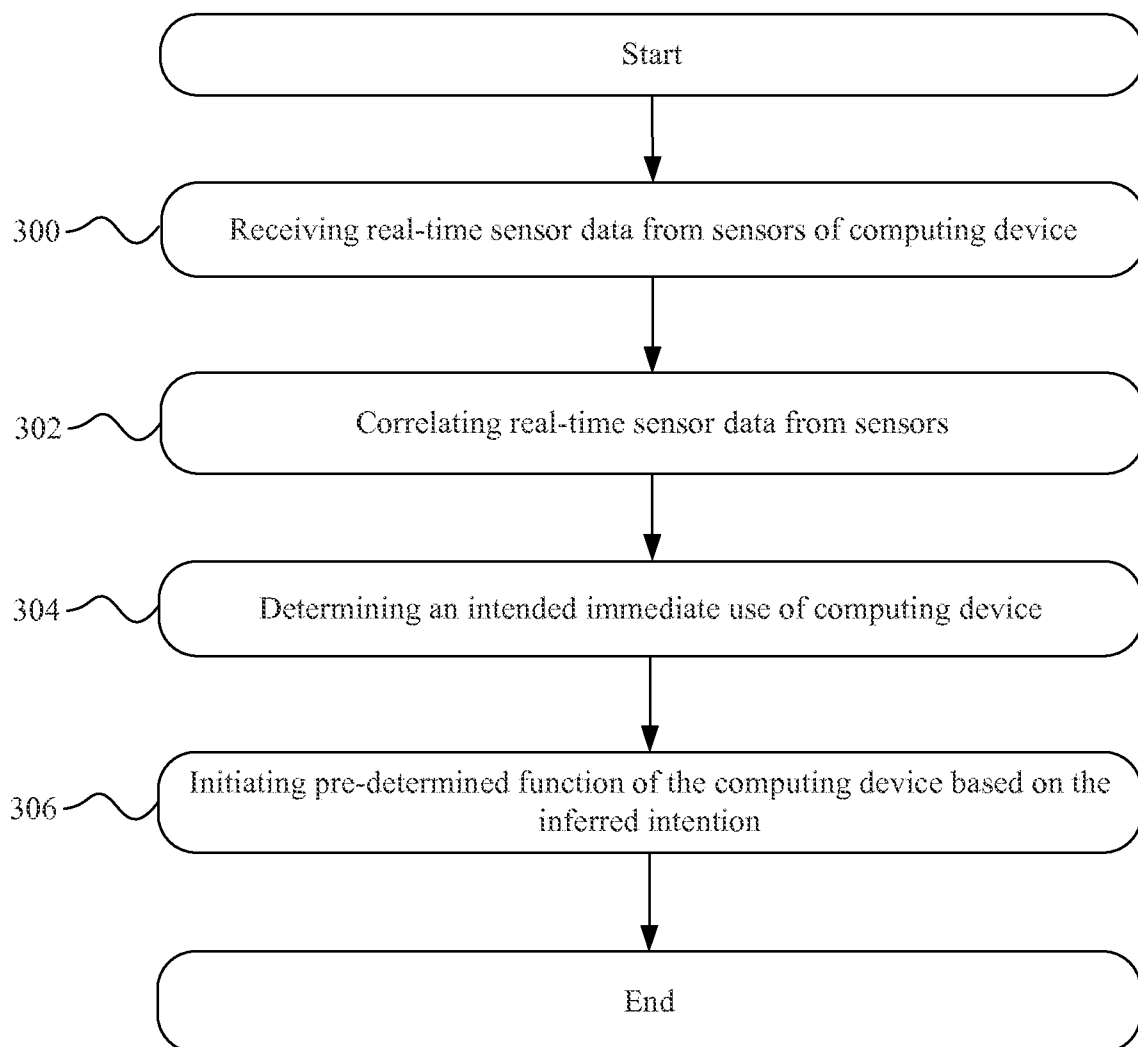 Start
300
Receiving real-time sensor data from sensors of computing device
302
Correlating real-time sensor data from sensors
304
Determining an intended immediate use of computing device
306
Initiating pre-determined function of the computing device based on the
inferred intention
End